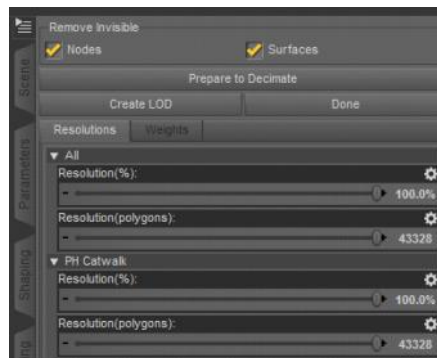 Remove Invisible
Nodes
Surfaces
Prepare to Decimate
Create LOD
Done
Resolutions
Weights
All
Resolution(%):
100.0%
Resolution(polygons):
43328
PH Catwalk
Resolution(%):
100.0%
Resolution(polygons):
43328
Scene
Parameters
Shaping